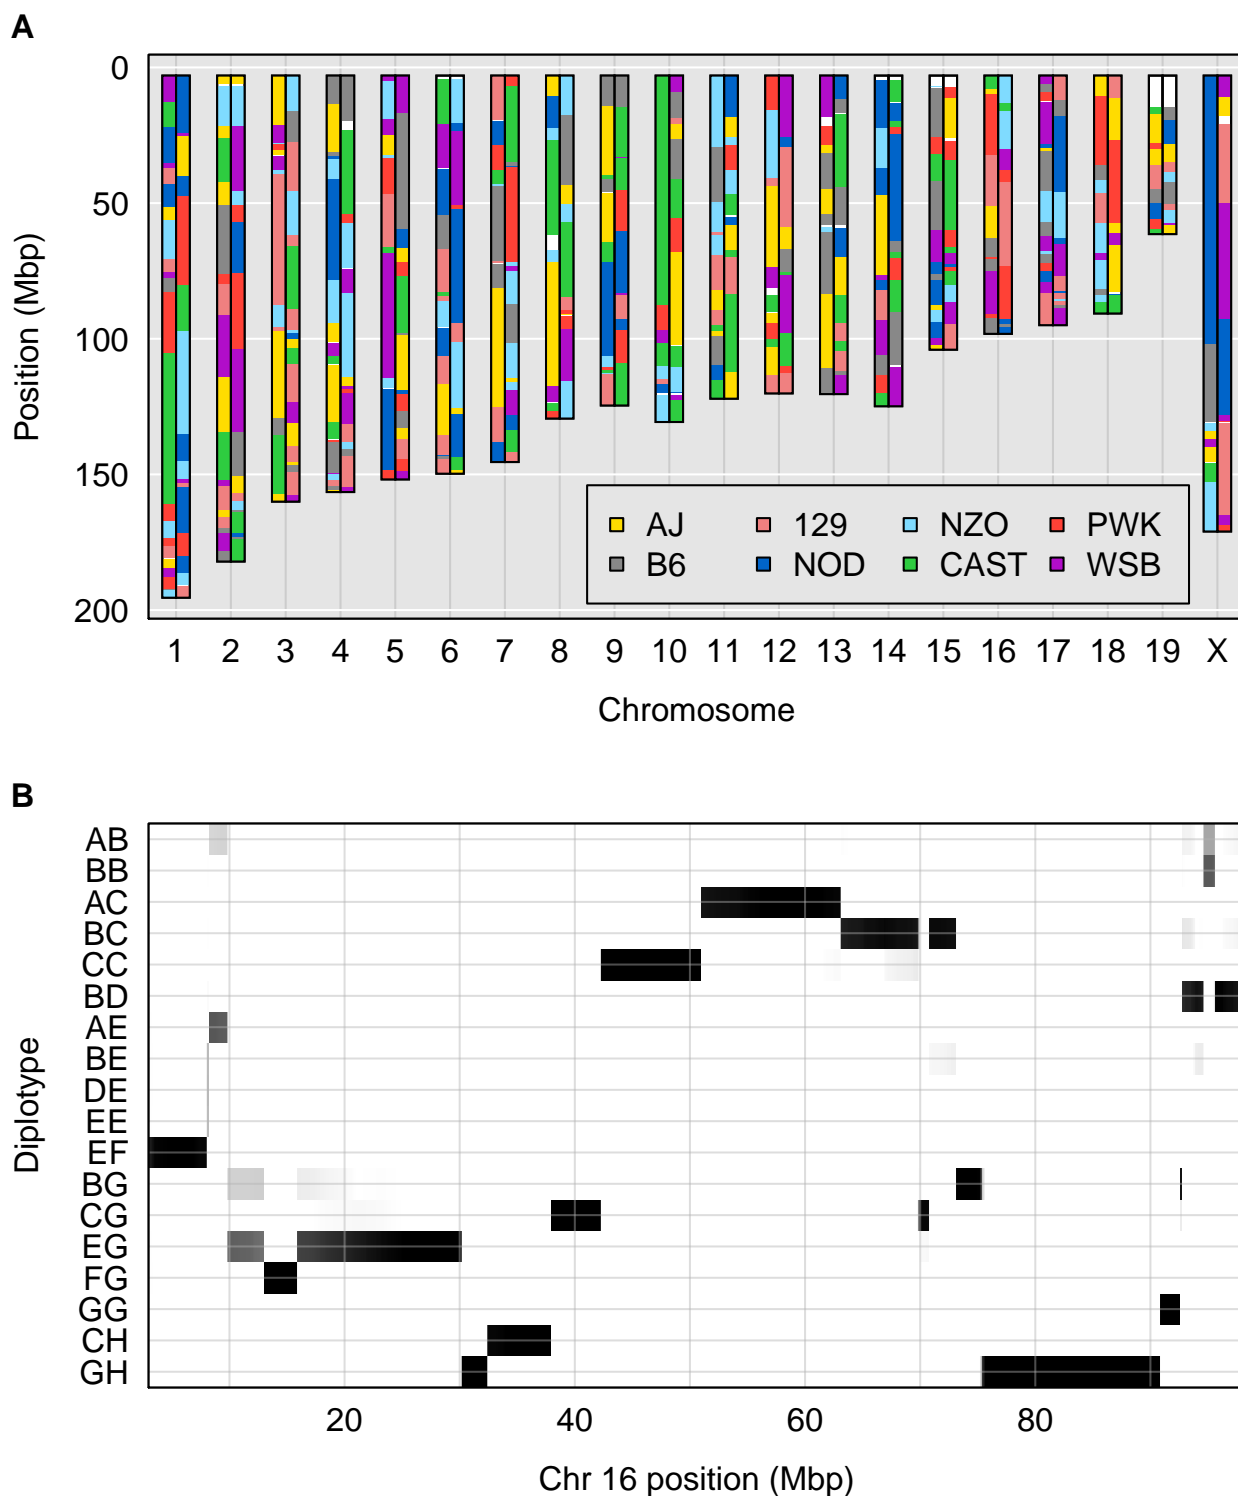 A
0
50
100
150
200
Position (Mbp)
AJ 129 NZO PWK
B6 NOD CAST WSB
1 2 3 4 5 6 7 8 9 10 11 12 13 14 15 16 17 18 19 X
Chromosome
B
AB
BB
AC
BC
CC
BD
AE
BE
DE
EE
EF
BG
CG
EG
FG
GG
CH
GH
Diplotype
20 40 60 80
Chr 16 position (Mbp)